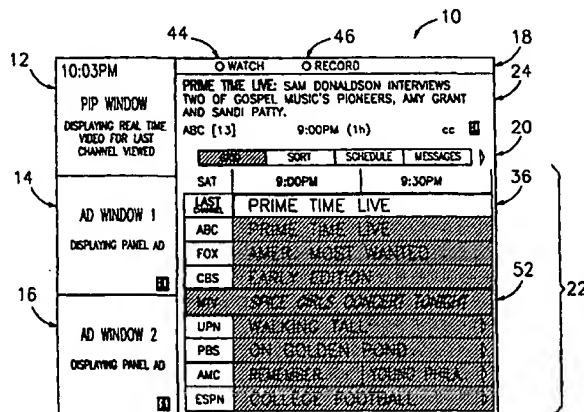 44
46
10
18
12
10:03PM
WATCH
RECORD
24
PIP WINDOW
DISPLAYING REAL TIME
VIDEO FOR LAST
CHANNEL VIEWED
PRIME TIME LIVE: SAM DONALDSON INTERVIEWS
TWO OF GOSPEL MUSIC'S PIONEERS, AMY GRANT
AND SANDI PATTY.
ABC [13] 9:00PM (1h) cc
20
SORT SCHEDULE MESSAGES
14
SAT 9:00PM 9:30PM
36
AD WINDOW 1
DISPLAYING PANEL AD
LAST CHANNEL PRIME TIME LIVE
ABC PRIME TIME LIVE
FOX AMER. MOST WANTED
CBS EARLY EDITION
52
22
MTV SPICE GIRLS CONCERT TONIGHT
16
AD WINDOW 2
DISPLAYING PANEL AD
UPN WALKING TALL
PBS ON GOLDEN POND
AMC REMEMBER YOUNG PHILA.
ESPN COLLEGE FOOTBALL